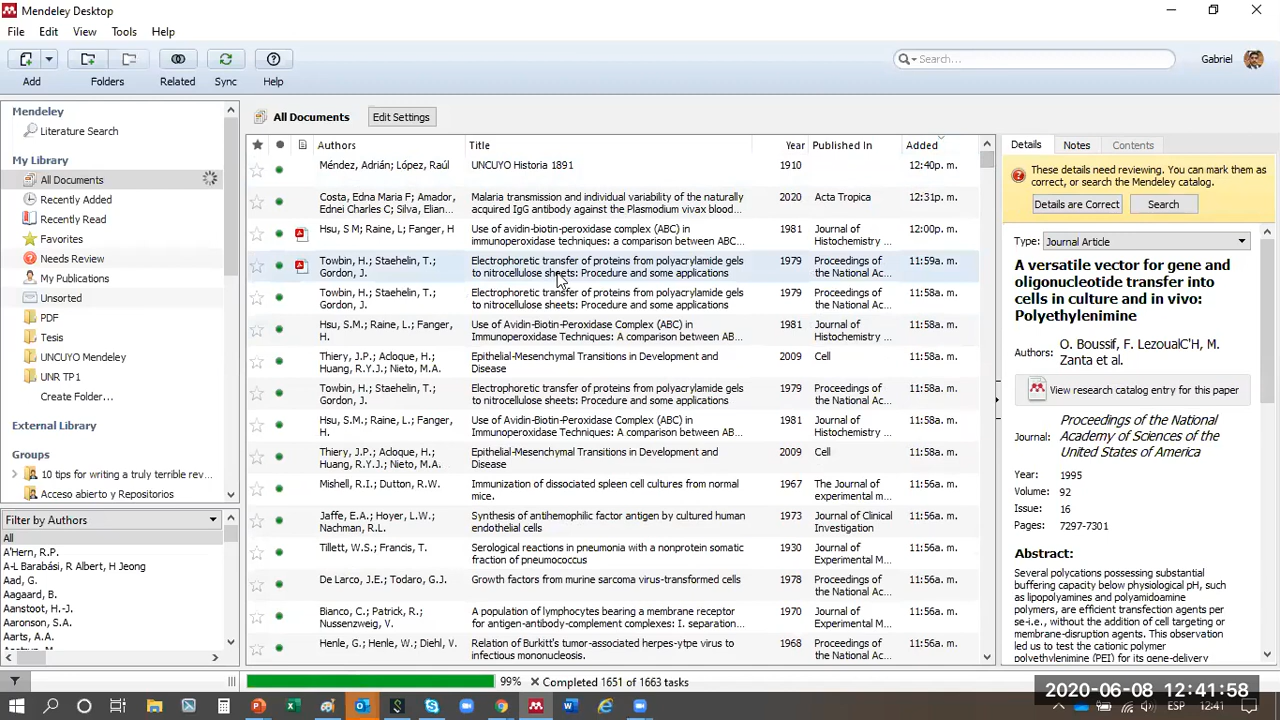 Mendeley Desktop
File Edit View Tools Help
Add Folders Related Sync Help
Search... Gabriel
Mendeley
Literature Search
My Library
All Documents
Recently Added
Recently Read
Favorites
Needs Review
My Publications
Unsorted
PDF
Tesis
UNCUYO Mendeley
UNR TP1
Create Folder...
External Library
Groups
10 tips for writing a truly terrible rev...
Acceso abierto y Repositorios
Filter by Authors
All
A'Hern, R.P.
A-L Barabási, R Albert, H Jeong
Aad, G.
Aagaard, B.
Aanstoot, H.-J.
Aaronson, S.A.
Aarts, A.
All Documents Edit Settings
Authors Title Year Published In Added
Méndez, Adrián; López, Raúl UNCUYO Historia 1891 1910 12:40p. m.
Costa, Edna Maria F; Amador, Malaria transmission and individual variability of the naturally 2020 Acta Tropica 12:31p. m.
Ednei Charles C; Silva, Elian... acquired IgG antibody against the Plasmodium vivax blood...
Hsu, S M; Raine, L; Fanger, H Use of avidin-biotin-peroxidase complex (ABC) in 1981 Journal of 12:00p. m.
immunoperoxidase techniques: a comparison between ABC... Histochemistry ...
Towbin, H.; Staehelin, T.; Electrophoretic transfer of proteins from polyacrylamide gels 1979 Proceedings of 11:59a. m.
Gordon, J. to nitrocellulose sheets: Procedure and some applications the National Ac...
Towbin, H.; Staehelin, T.; Electrophoretic transfer of proteins from polyacrylamide gels 1979 Proceedings of 11:58a. m.
Gordon, J. to nitrocellulose sheets: Procedure and some applications the National Ac...
Hsu, S.M.; Raine, L.; Fanger, Use of Avidin-Biotin-Peroxidase Complex (ABC) in 1981 Journal of 11:58a. m.
H. Immunoperoxidase Techniques: A comparison between AB... Histochemistry ...
Thiery, J.P.; Acloque, H.; Epithelial-Mesenchymal Transitions in Development and 2009 Cell 11:58a. m.
Huang, R.Y.J.; Nieto, M.A. Disease
Towbin, H.; Staehelin, T.; Electrophoretic transfer of proteins from polyacrylamide gels 1979 Proceedings of 11:58a. m.
Gordon, J. to nitrocellulose sheets: Procedure and some applications the National Ac...
Hsu, S.M.; Raine, L.; Fanger, Use of Avidin-Biotin-Peroxidase Complex (ABC) in 1981 Journal of 11:58a. m.
H. Immunoperoxidase Techniques: A comparison between AB... Histochemistry ...
Thiery, J.P.; Acloque, H.; Epithelial-Mesenchymal Transitions in Development and 2009 Cell 11:58a. m.
Huang, R.Y.J.; Nieto, M.A. Disease
Mishell, R.I.; Dutton, R.W. Immunization of dissociated spleen cell cultures from normal 1967 The Journal of 11:56a. m.
mice. experimental m...
Jaffe, E.A.; Hoyer, L.W.; Synthesis of antihemophilic factor antigen by cultured human 1973 Journal of Clinical 11:56a. m.
Nachman, R.L. endothelial cells Investigation
Tillett, W.S.; Francis, T. Serological reactions in pneumonia with a nonprotein somatic 1930 Journal of 11:56a. m.
fraction of pneumococcus Experimental M...
De Larco, J.E.; Todaro, G.J. Growth factors from murine sarcoma virus-transformed cells 1978 Proceedings of 11:56a. m.
the National Ac...
Bianco, C.; Patrick, R.; A population of lymphocytes bearing a membrane receptor 1970 Journal of 11:56a. m.
Nussenzweig, V. for antigen-antibody-complement complexes: I. separation... Experimental M...
Henle, G.; Henle, W.; Diehl, V. Relation of Burkitt's tumor-associated herpes-ytpe virus to 1968 Proceedings of 11:56a. m.
infectious mononucleosis. the National Ac...
Details Notes Contents
These details need reviewing. You can mark them as
correct, or search the Mendeley catalog.
Details are Correct Search
Type: Journal Article
A versatile vector for gene and
oligonucleotide transfer into
cells in culture and in vivo:
Polyethylenimine
Authors: O. Boussif, F. LezoualC'H, M.
Zanta et al.
View research catalog entry for this paper
Journal: Proceedings of the National
Academy of Sciences of the
United States of America
Year: 1995
Volume: 92
Issue: 16
Pages: 7297-7301
Abstract:
Several polycations possessing substantial
buffering capacity below physiological pH, such
as lipopolyamines and polyamidoamine
polymers, are efficient transfection agents per
se-i.e., without the addition of cell targeting or
membrane-disruption agents. This observation
led us to test the cationic polymer
polyethylenimine (PEI) for its gene-delivery
99% Completed 1651 of 1663 tasks
2020-06-08 12:41:58
ESP 12:41